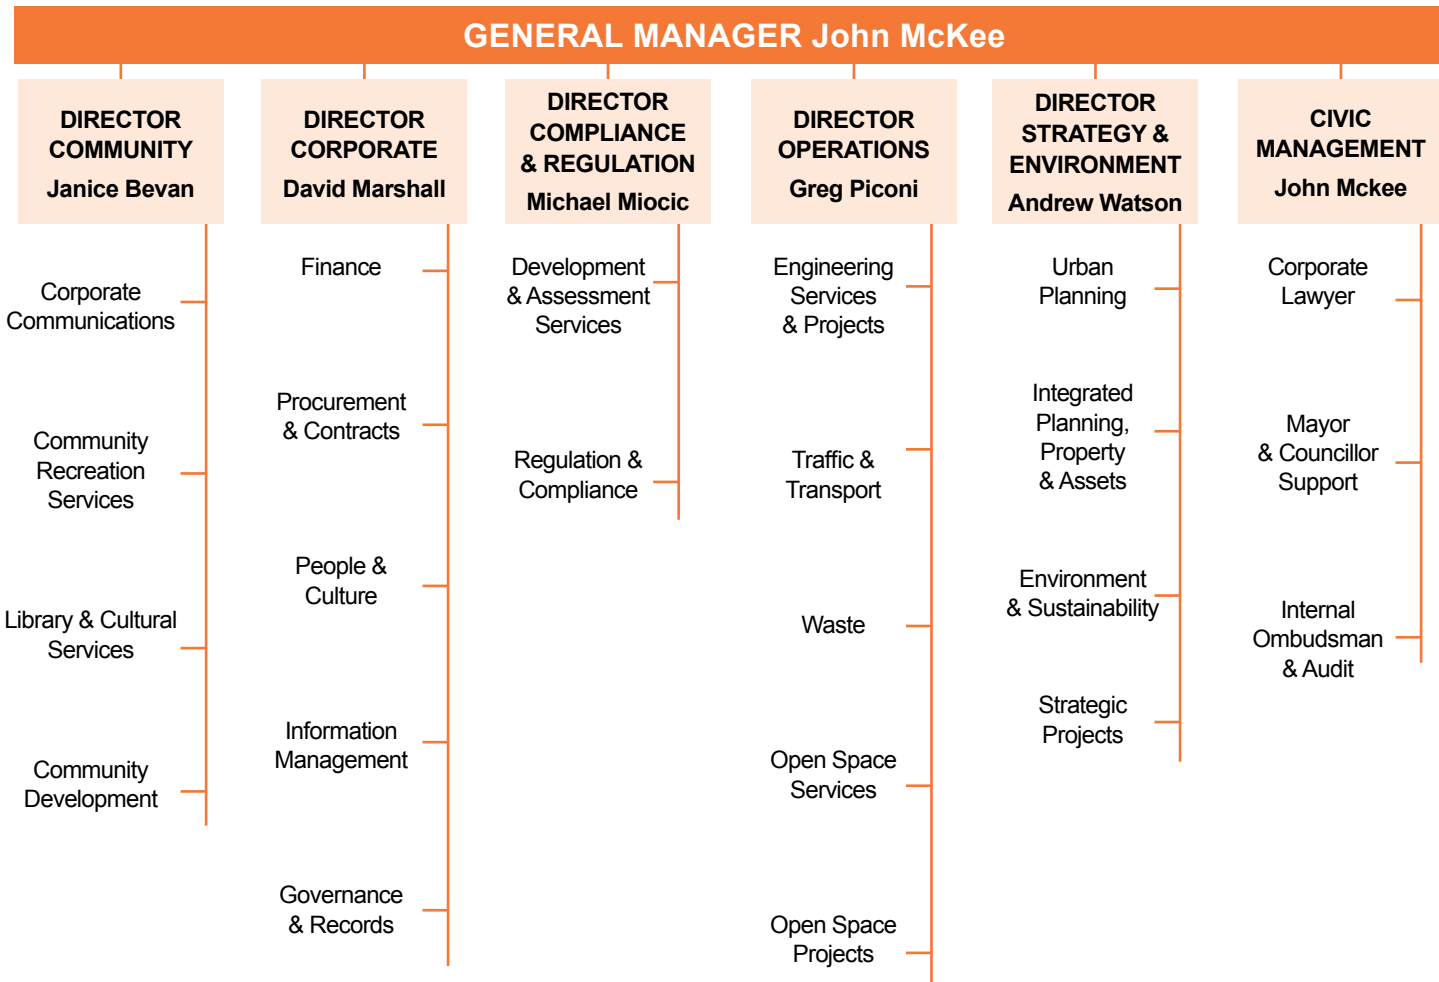 GENERAL MANAGER John McKee
DIRECTOR
COMMUNITY
Janice Bevan
Corporate
Communications
Community
Recreation
Services
Library & Cultural
Services
Community
Development
DIRECTOR
CORPORATE
David Marshall
Finance
Procurement
& Contracts
People &
Culture
Information
Management
Governance
& Records
DIRECTOR
COMPLIANCE
& REGULATION
Michael Miocic
Development
& Assessment
Services
Regulation &
Compliance
DIRECTOR
OPERATIONS
Greg Piconi
Engineering
Services
& Projects
Traffic &
Transport
Waste
Open Space
Services
Open Space
Projects
DIRECTOR
STRATEGY &
ENVIRONMENT
Andrew Watson
Urban
Planning
Integrated
Planning,
Property
& Assets
Environment
& Sustainability
Strategic
Projects
CIVIC
MANAGEMENT
John Mckee
Corporate
Lawyer
Mayor
& Councillor
Support
Internal
Ombudsman
& Audit